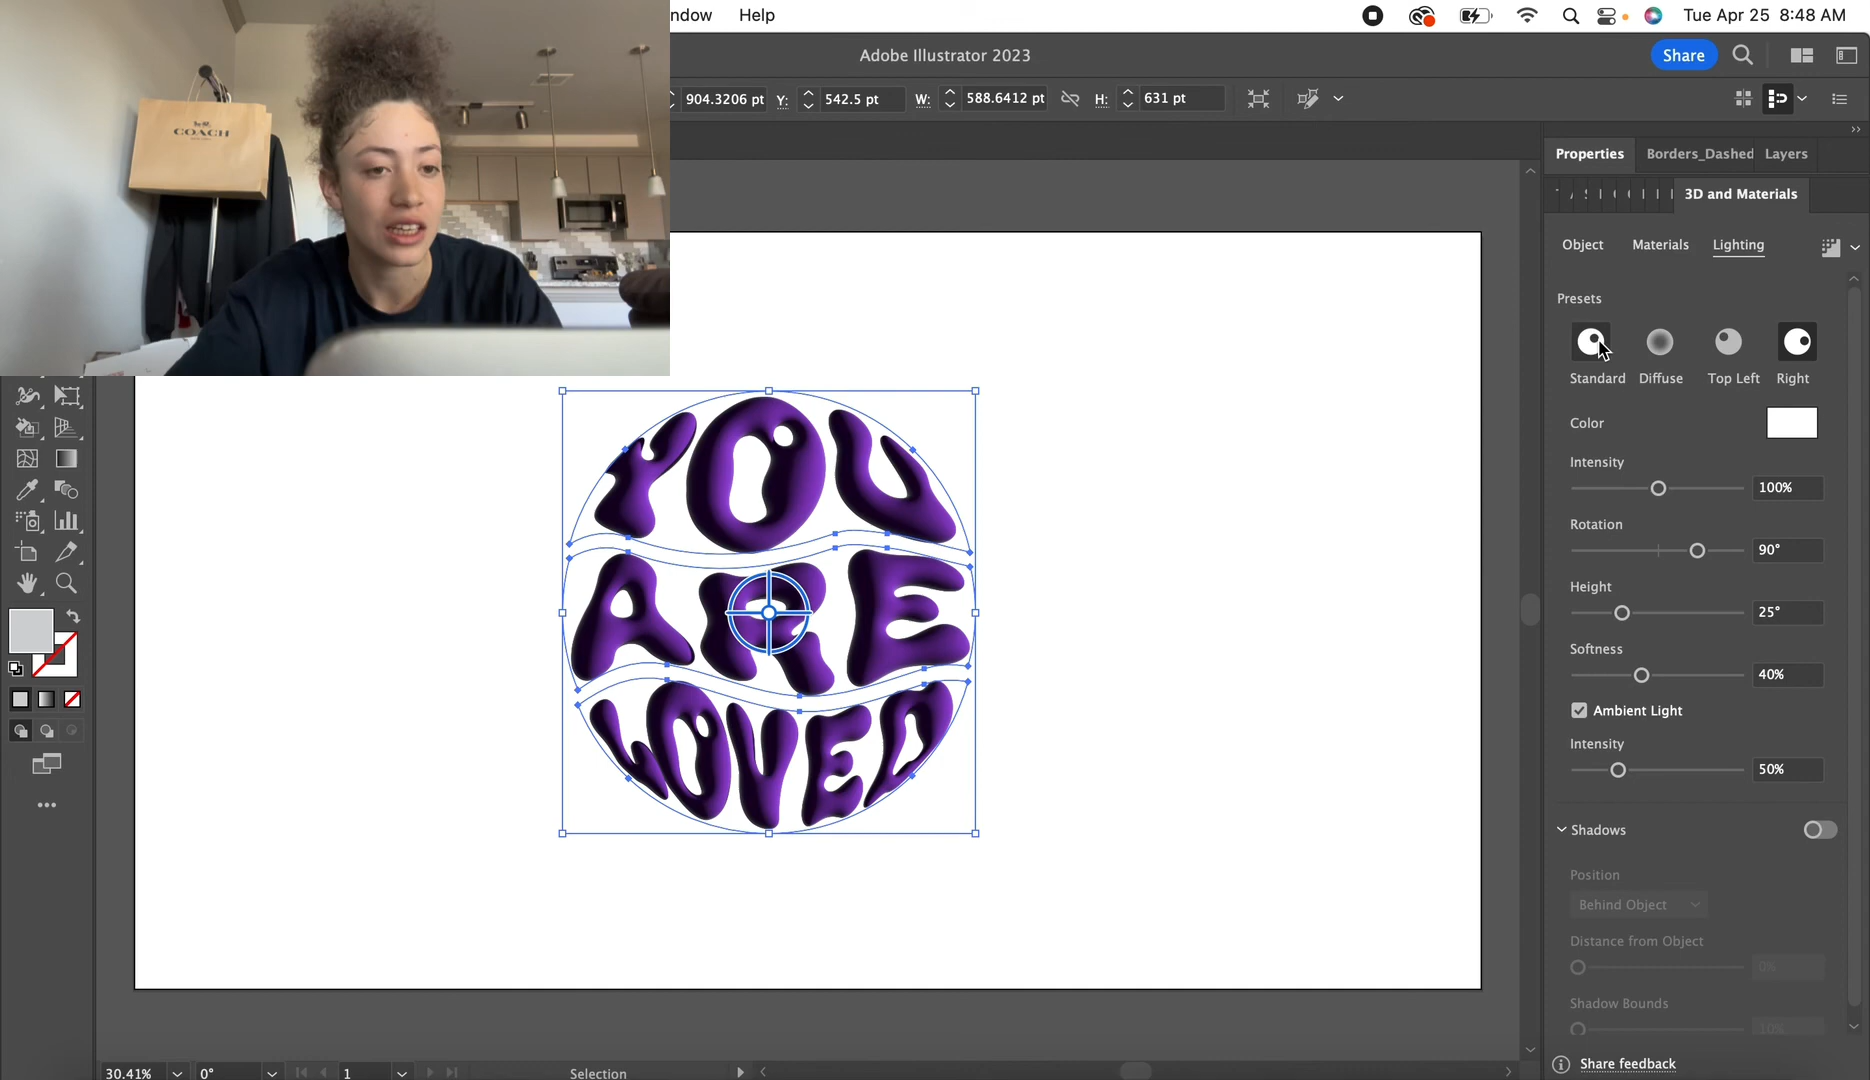 ndow Help
Tue Apr 25 8:48 AM
Adobe Illustrator 2023
Share
904.3206 pt Y: 542.5 pt W: 588.6412 pt H: 631 pt
COACH
Properties Borders_Dashed Layers
3D and Materials
Object Materials Lighting
Presets
Standard Diffuse Top Left Right
Color
Intensity
100%
Rotation
90°
Height
25°
Softness
40%
Ambient Light
Intensity
50%
Shadows
Position
Behind Object
Distance from Object
0%
Shadow Bounds
10%
Share feedback
YOU
ARE
LOVED
30.41% 0° 1 Selection